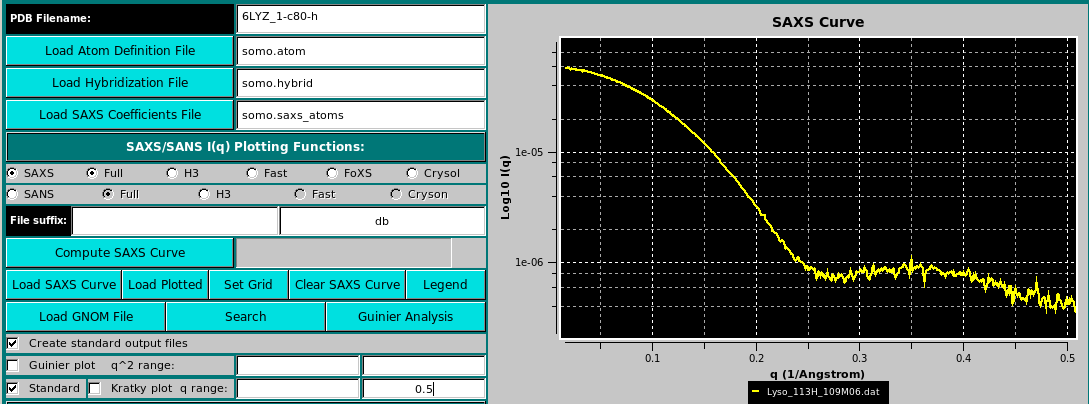 PDB Filename: 6LYZ_1-c80-h
Load Atom Definition File somo.atom
Load Hybridization File somo.hybrid
Load SAXS Coefficients File somo.saxs_atoms
SAXS/SANS I(q) Plotting Functions:
SAXS Full H3 Fast FoXS Crysol
SANS Full H3 Fast Cryson
File suffix: db
Compute SAXS Curve
Load SAXS Curve Load Plotted Set Grid Clear SAXS Curve Legend
Load GNOM File Search Guinier Analysis
Create standard output files
Guinier plot q^2 range:
Standard Kratky plot q range: 0.5
SAXS Curve
Log10 I(q)
1e-05
1e-06
0.1 0.2 0.3 0.4 0.5
q (1/Angstrom)
Lyso_113H_109M06.dat